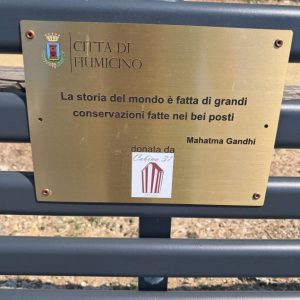 CITTÀ DI
FIUMICINO
La storia del mondo è fatta di grandi
conservazioni fatte nei bei posti
Mahatma Gandhi
donata da
Cabina 31